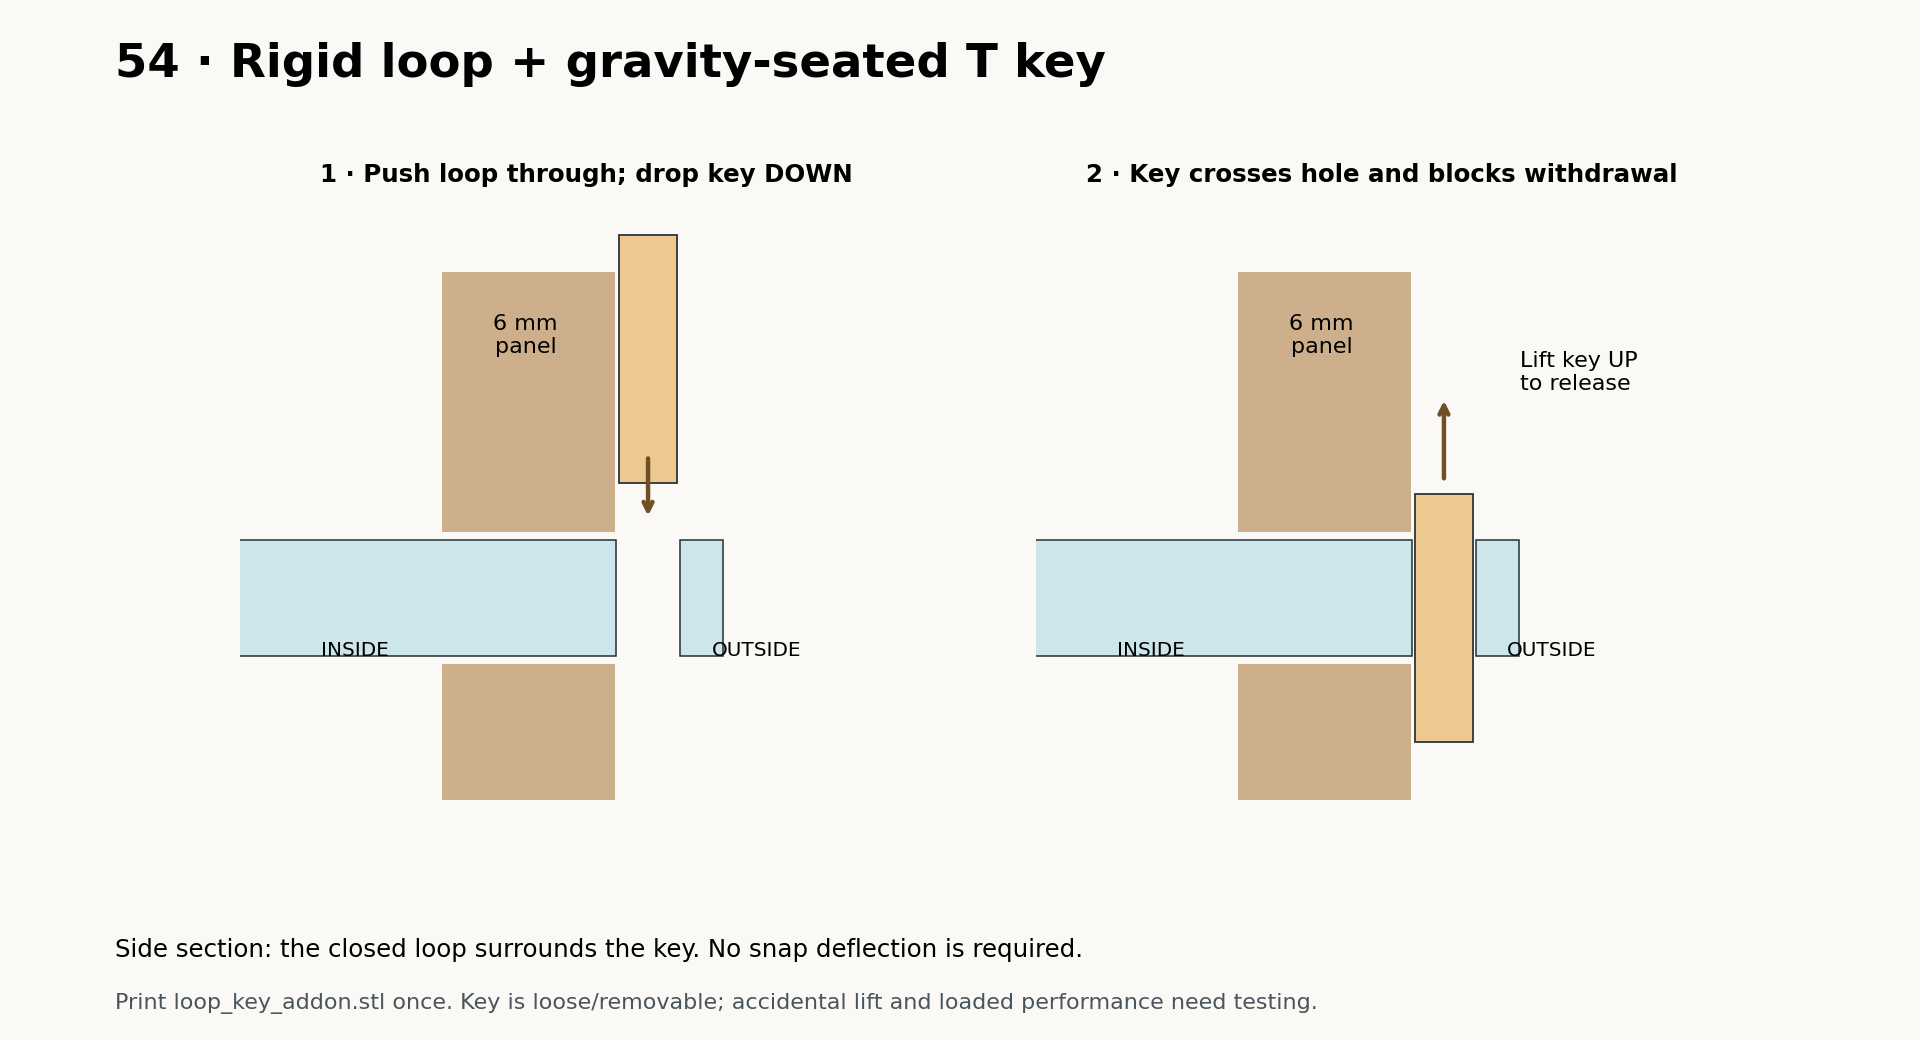 54 · Rigid loop + gravity-seated T key
1 · Push loop through; drop key DOWN
2 · Key crosses hole and blocks withdrawal
6 mm
panel
6 mm
panel
Lift key UP
to release
INSIDE
OUTSIDE
INSIDE
OUTSIDE
Side section: the closed loop surrounds the key. No snap deflection is required.
Print loop_key_addon.stl once. Key is loose/removable; accidental lift and loaded performance need testing.